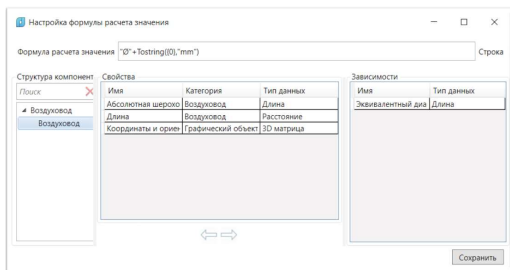 Настройка формулы расчета значения
Формула расчета значения "Ø"+Tostring({0},"mm") Строка
Структура компонент Свойства Зависимости
Поиск Имя Категория Тип данных Имя Тип данных
Абсолютная шерохо Воздуховод Длина Эквивалентный диа Длина
Воздуховод Длина Воздуховод Расстояние
Воздуховод Координаты и ориен Графический объект 3D матрица
Сохранить